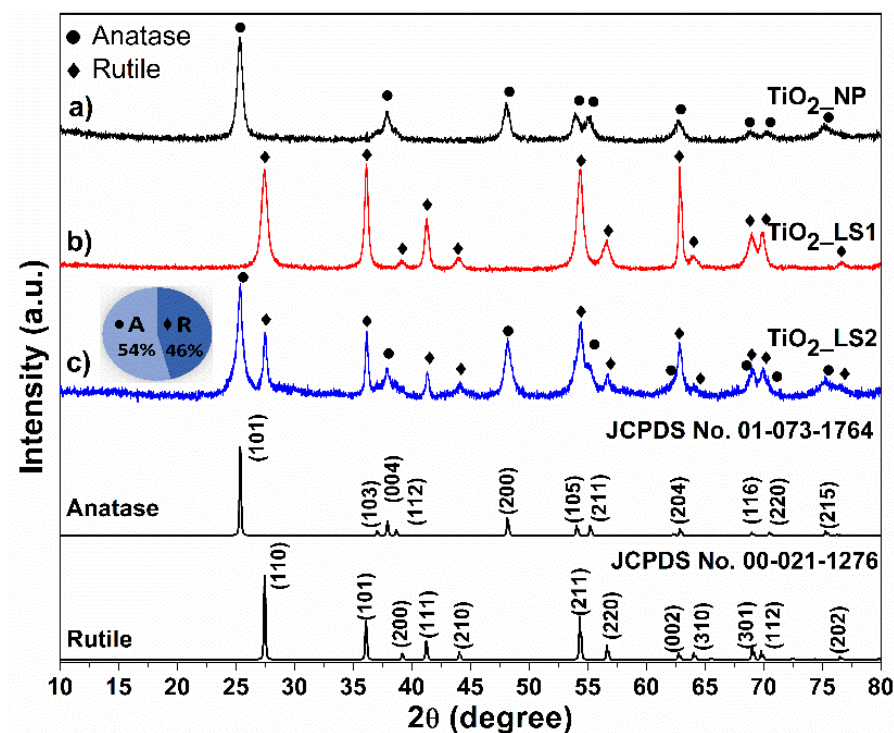 ● Anatase
♦ Rutile
a)
TiO₂_NP
b)
TiO₂_LS1
● A ♦ R
54% 46%
c)
TiO₂_LS2
JCPDS No. 01-073-1764
Anatase
(101)
(103)
(004)
(112)
(200)
(105)
(211)
(204)
(116)
(220)
(215)
JCPDS No. 00-021-1276
Rutile
(110)
(101)
(200)
(111)
(210)
(211)
(220)
(002)
(310)
(301)
(112)
(202)
10 15 20 25 30 35 40 45 50 55 60 65 70 75 80
2θ (degree)
Intensity (a.u.)